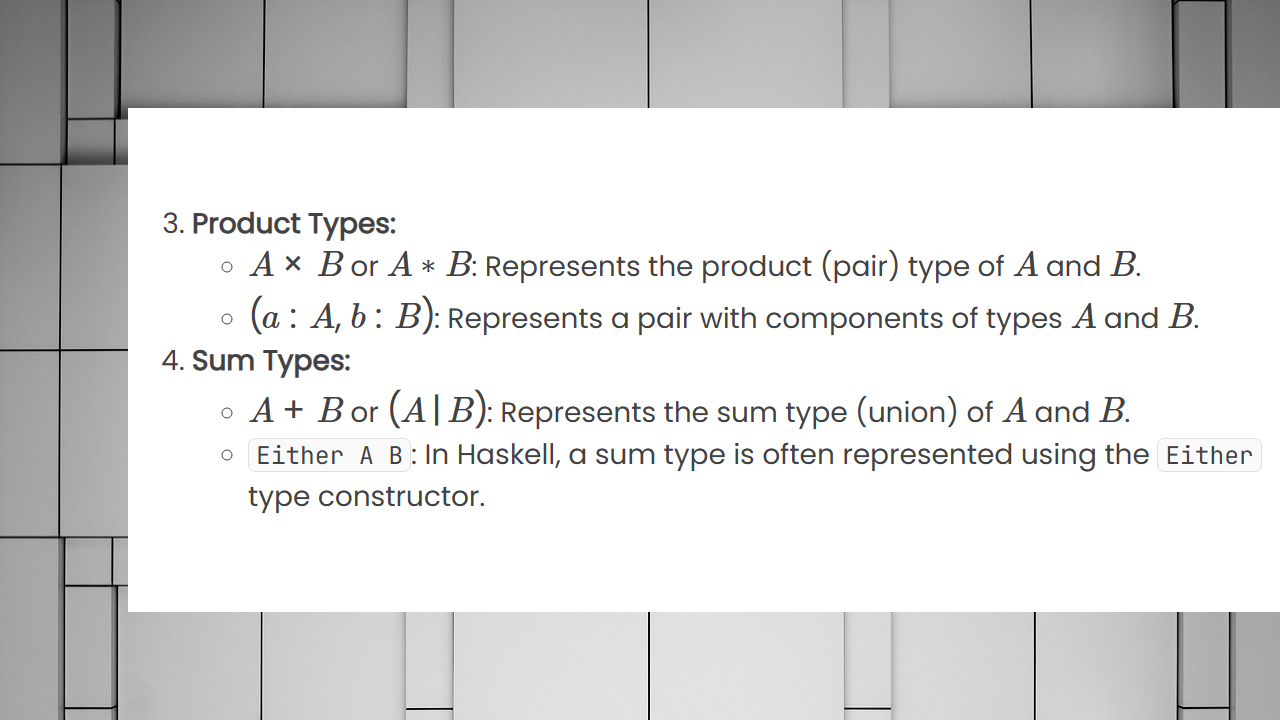 3. Product Types:
A × B or A ∗ B: Represents the product (pair) type of A and B.
(a : A, b : B): Represents a pair with components of types A and B.
4. Sum Types:
A + B or (A | B): Represents the sum type (union) of A and B.
Either A B: In Haskell, a sum type is often represented using the Either
type constructor.